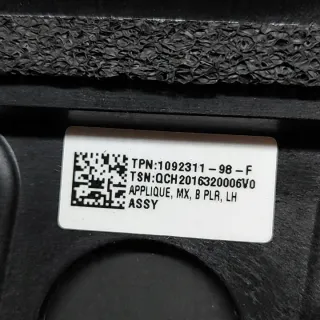 TPN:1092311-98-F
TSN:QCH2016320006V0
APPLIQUE, MX, B PLR, LH
ASSY